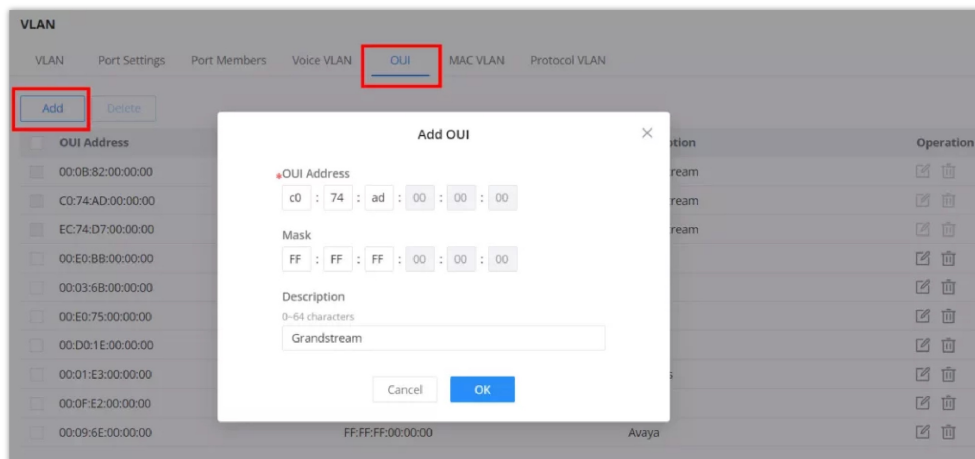 VLAN
VLAN Port Settings Port Members Voice VLAN OUI MAC VLAN Protocol VLAN
Add Delete
Add OUI
OUI Address ption Operation
OUI Address
00:0B:82:00:00:00 ream
c0 : 74 : ad : 00 : 00 : 00
C0:74:AD:00:00:00 ream
Mask
EC:74:D7:00:00:00 ream
FF : FF : FF : 00 : 00 : 00
00:E0:BB:00:00:00
00:03:6B:00:00:00
Description
0~64 characters
00:E0:75:00:00:00
Grandstream
00:D0:1E:00:00:00
00:01:E3:00:00:00 s
Cancel OK
00:0F:E2:00:00:00
00:09:6E:00:00:00 FF:FF:FF:00:00:00 Avaya